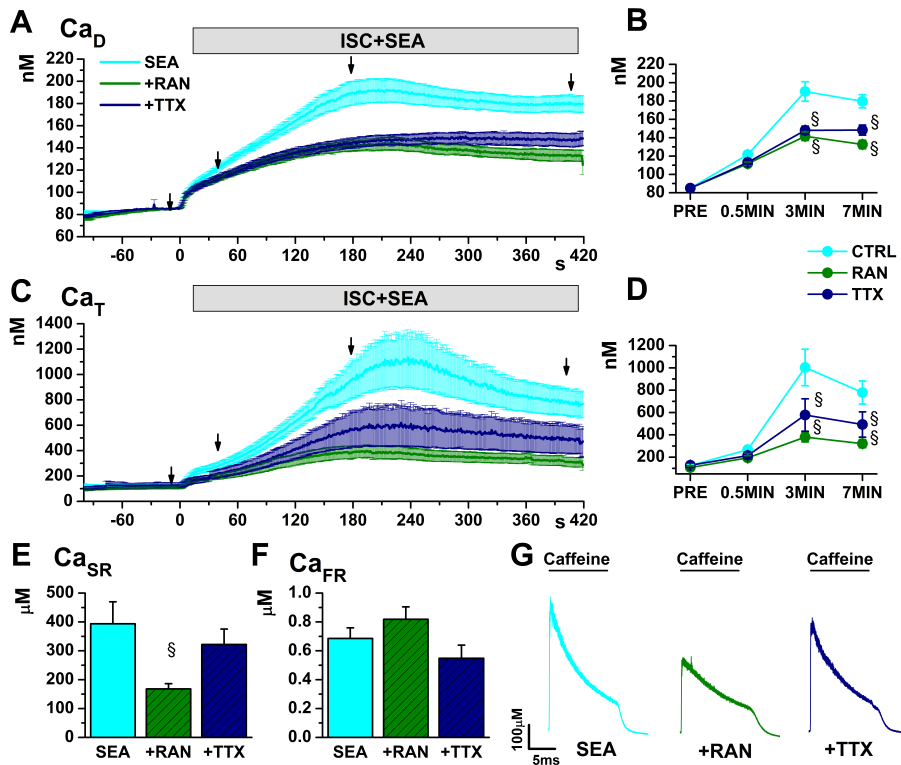 A CaD
ISC+SEA
nM
SEA
+RAN
+TTX
220
200
180
160
140
120
100
80
60
-60 0 60 120 180 240 300 360 420
s
B
nM
200
180
160
140
120
100
80
§
§
§
§
PRE 0.5MIN 3MIN 7MIN
CTRL
RAN
TTX
C CaT
ISC+SEA
nM
1400
1200
1000
800
600
400
200
0
-60 0 60 120 180 240 300 360 420
s
D
nM
1200
1000
800
600
400
200
§
§
§
§
PRE 0.5MIN 3MIN 7MIN
E CaSR
µM
500
400
300
200
100
0
§
SEA +RAN +TTX
F CaFR
µM
1.0
0.8
0.6
0.4
0.2
0.0
SEA +RAN +TTX
G
Caffeine Caffeine Caffeine
100µM
5ms
SEA +RAN +TTX